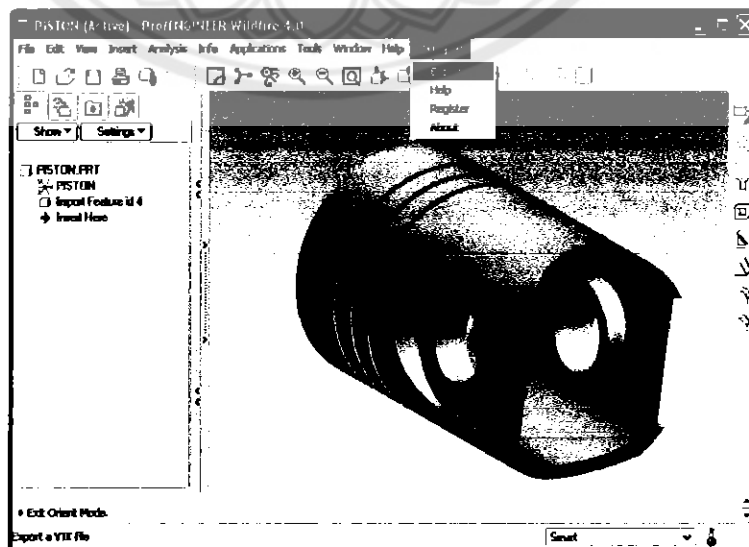 PISTON (Active) - Pro/ENGINEER Wildfire 4.0
File Edit View Insert Analysis Info Applications Tools Window Help
Help
Register
About
Show Settings
PISTON.PRT
PISTON
Import Feature id 4
Insert Here
Exit Orient Mode.
Export a VTX file
Smart